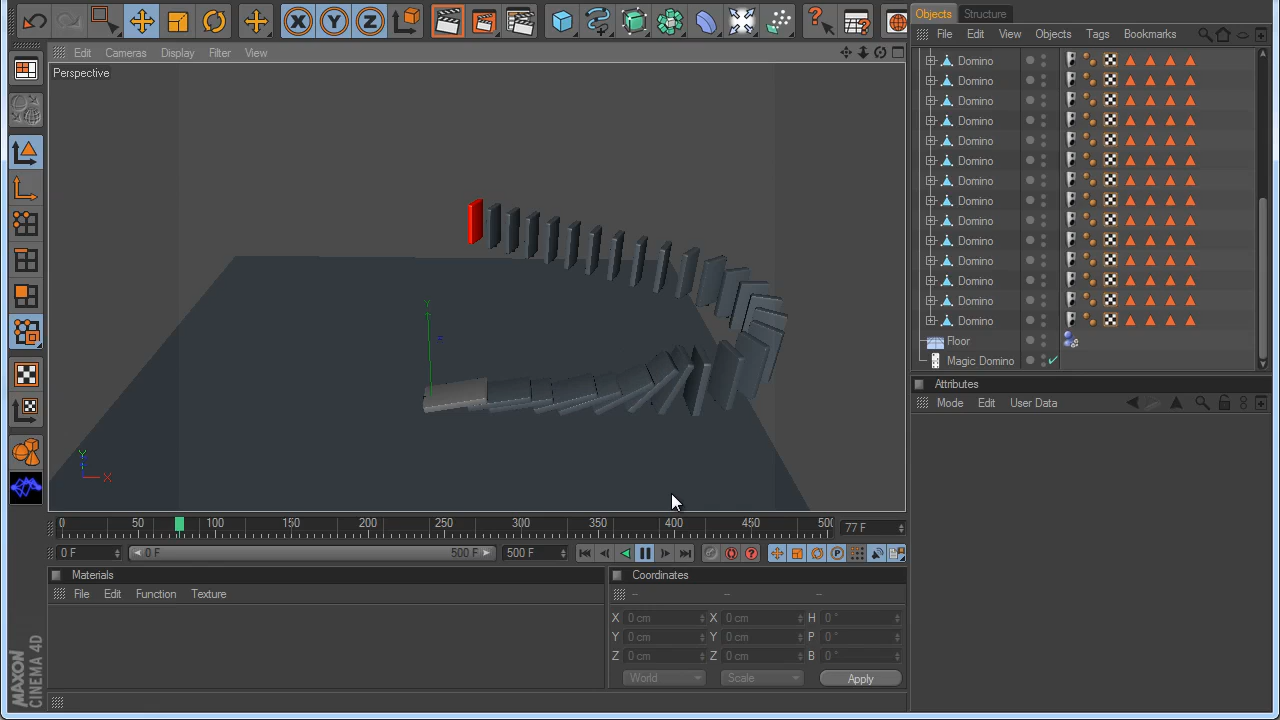 Objects Structure
File Edit View Objects Tags Bookmarks
Edit Cameras Display Filter View
Perspective
Domino
Domino
Domino
Domino
Domino
Domino
Domino
Domino
Domino
Domino
Domino
Domino
Domino
Domino
Floor
Magic Domino
Attributes
Mode Edit User Data
Y
X
0 50 100 150 200 250 300 350 400 450 500
77 F
0 F
0 F 500 F
500 F
Materials
File Edit Function Texture
Coordinates
-- -- --
X 0 cm X 0 cm H 0 °
Y 0 cm Y 0 cm P 0 °
Z 0 cm Z 0 cm B 0 °
World Scale Apply
MAXON
CINEMA 4D